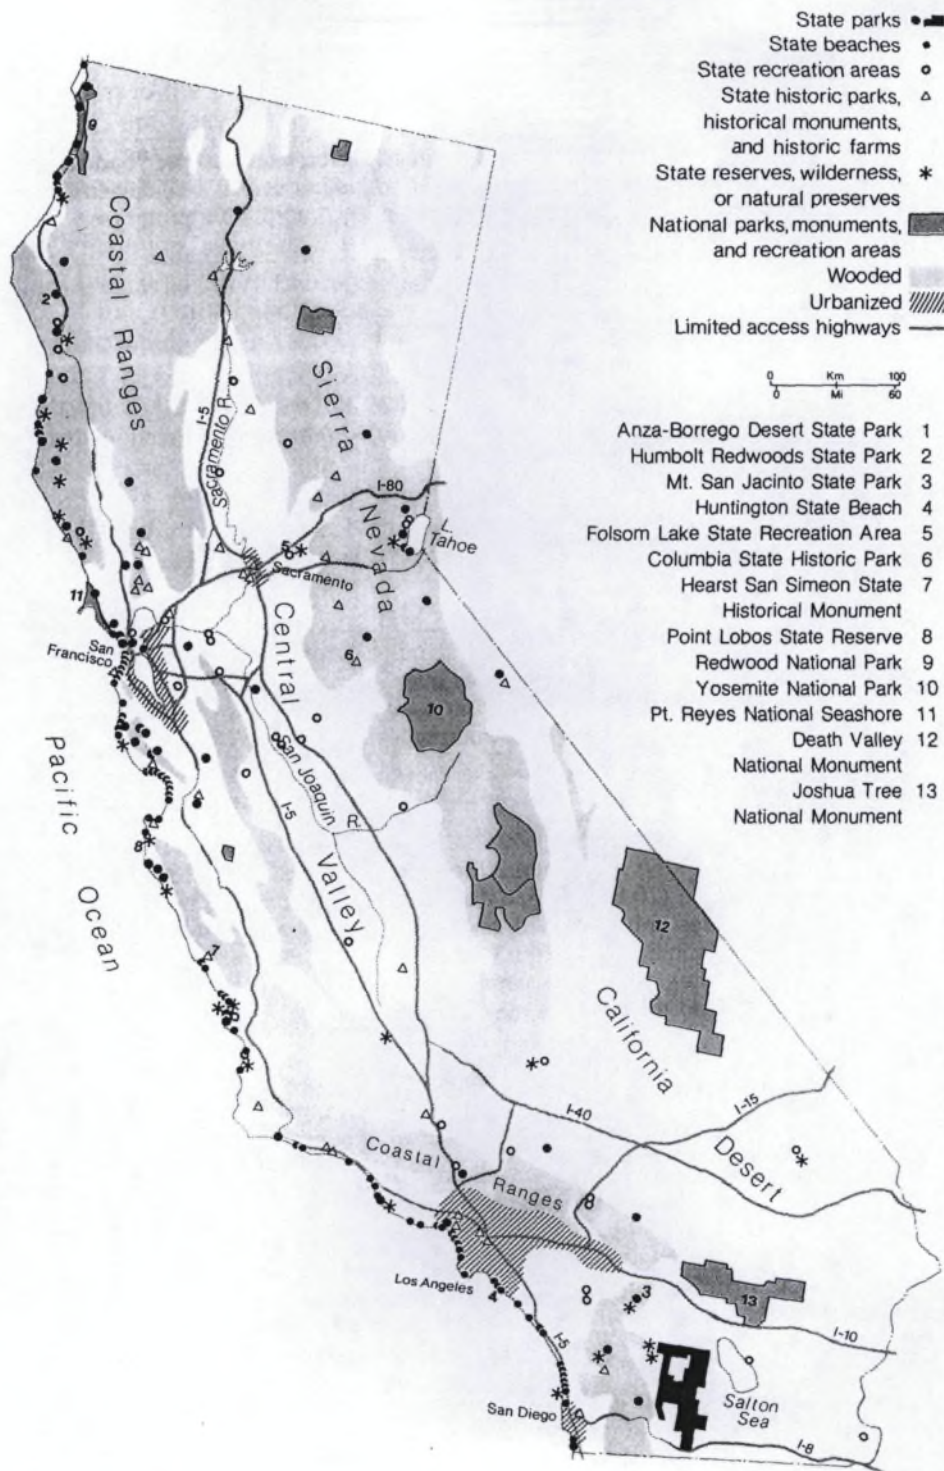 State parks
State beaches
State recreation areas
State historic parks,
historical monuments,
and historic farms
State reserves, wilderness,
or natural preserves
National parks, monuments,
and recreation areas
Wooded
Urbanized
Limited access highways
0 Km 100
0 Mi 60
Anza-Borrego Desert State Park 1
Humbolt Redwoods State Park 2
Mt. San Jacinto State Park 3
Huntington State Beach 4
Folsom Lake State Recreation Area 5
Columbia State Historic Park 6
Hearst San Simeon State 7
Historical Monument
Point Lobos State Reserve 8
Redwood National Park 9
Yosemite National Park 10
Pt. Reyes National Seashore 11
Death Valley 12
National Monument
Joshua Tree 13
National Monument
9
Coastal Ranges
2
Sierra
Nevada
I-5
Sacramento R.
I-80
L.
Tahoe
5
Sacramento
11
San
Francisco
Central
Valley
6
10
San Joaquin
R.
I-5
Pacific
Ocean
8
7
12
California
Desert
I-15
I-40
Coastal
Ranges
Los Angeles
4
3
13
I-10
I-5
Salton
Sea
San Diego
I-8